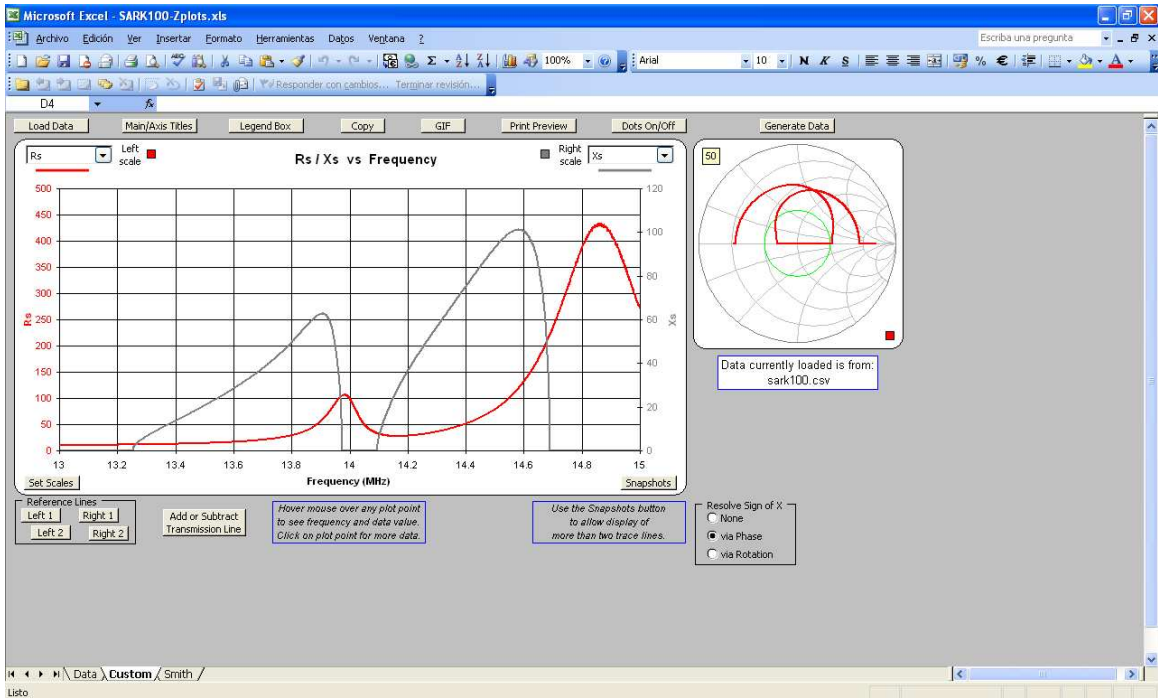 Microsoft Excel - SARK100-Zplots.xls
Archivo Edición Ver Insertar Formato Herramientas Datos Ventana ?
Escriba una pregunta
100%
Arial
10
N K S
Responder con cambios... Terminar revisión...
D4
fx
Load Data
Main/Axis Titles
Legend Box
Copy
GIF
Print Preview
Dots On/Off
Generate Data
Rs
Left scale
Rs / Xs vs Frequency
Right scale
Xs
50
500
450
400
350
300
250
200
150
100
50
0
Rs
120
100
80
60
40
20
0
Xs
13 13.2 13.4 13.6 13.8 14 14.2 14.4 14.6 14.8 15
Frequency (MHz)
Set Scales
Snapshots
Data currently loaded is from:
sark100.csv
Reference Lines
Left 1
Right 1
Left 2
Right 2
Add or Subtract
Transmission Line
Hover mouse over any plot point
to see frequency and data value.
Click on plot point for more data.
Use the Snapshots button
to allow display of
more than two trace lines.
Resolve Sign of X
None
via Phase
via Rotation
Data Custom Smith
Listo